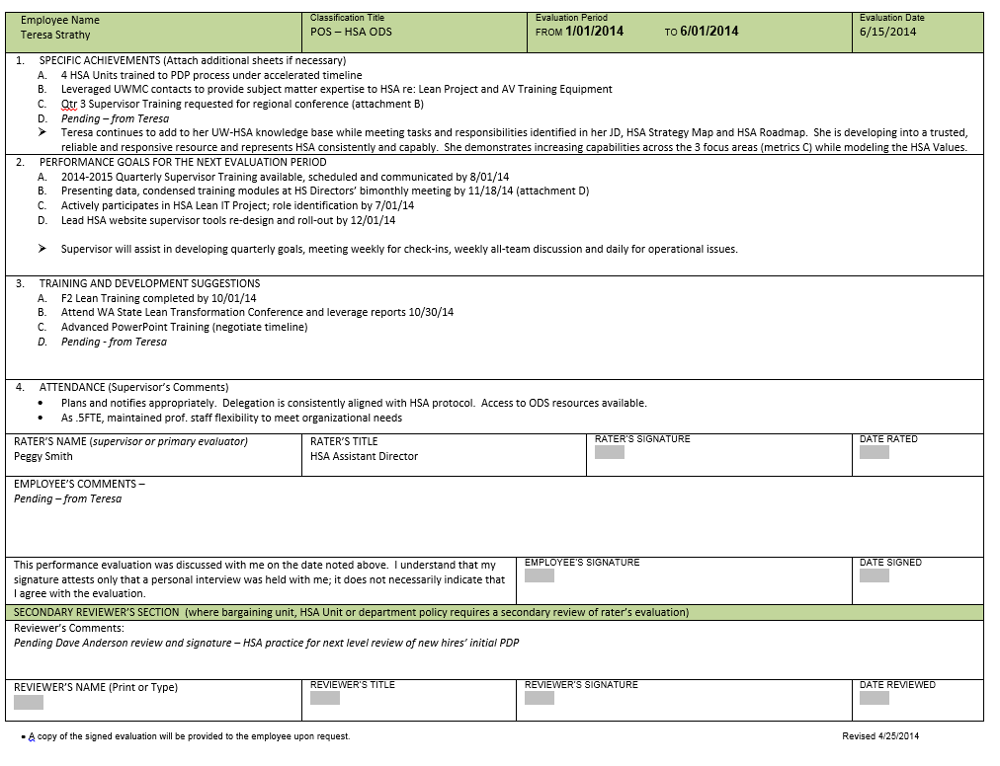 Employee Name
Teresa Strathy
Classification Title
POS – HSA ODS
Evaluation Period
FROM 1/01/2014 TO 6/01/2014
Evaluation Date
6/15/2014
1. SPECIFIC ACHIEVEMENTS (Attach additional sheets if necessary)
A. 4 HSA Units trained to PDP process under accelerated timeline
B. Leveraged UWMC contacts to provide subject matter expertise to HSA re: Lean Project and AV Training Equipment
C. Qtr 3 Supervisor Training requested for regional conference (attachment B)
D. Pending – from Teresa
➢ Teresa continues to add to her UW-HSA knowledge base while meeting tasks and responsibilities identified in her JD, HSA Strategy Map and HSA Roadmap. She is developing into a trusted,
reliable and responsive resource and represents HSA consistently and capably. She demonstrates increasing capabilities across the 3 focus areas (metrics C) while modeling the HSA Values.
2. PERFORMANCE GOALS FOR THE NEXT EVALUATION PERIOD
A. 2014-2015 Quarterly Supervisor Training available, scheduled and communicated by 8/01/14
B. Presenting data, condensed training modules at HS Directors’ bimonthly meeting by 11/18/14 (attachment D)
C. Actively participates in HSA Lean IT Project; role identification by 7/01/14
D. Lead HSA website supervisor tools re-design and roll-out by 12/01/14
➢ Supervisor will assist in developing quarterly goals, meeting weekly for check-ins, weekly all-team discussion and daily for operational issues.
3. TRAINING AND DEVELOPMENT SUGGESTIONS
A. F2 Lean Training completed by 10/01/14
B. Attend WA State Lean Transformation Conference and leverage reports 10/30/14
C. Advanced PowerPoint Training (negotiate timeline)
D. Pending - from Teresa
4. ATTENDANCE (Supervisor’s Comments)
• Plans and notifies appropriately. Delegation is consistently aligned with HSA protocol. Access to ODS resources available.
• As .5FTE, maintained prof. staff flexibility to meet organizational needs
RATER’S NAME (supervisor or primary evaluator)
Peggy Smith
RATER’S TITLE
HSA Assistant Director
RATER’S SIGNATURE
DATE RATED
EMPLOYEE’S COMMENTS –
Pending – from Teresa
This performance evaluation was discussed with me on the date noted above. I understand that my
signature attests only that a personal interview was held with me; it does not necessarily indicate that
I agree with the evaluation.
EMPLOYEE’S SIGNATURE
DATE SIGNED
SECONDARY REVIEWER’S SECTION (where bargaining unit, HSA Unit or department policy requires a secondary review of rater’s evaluation)
Reviewer’s Comments:
Pending Dave Anderson review and signature – HSA practice for next level review of new hires’ initial PDP
REVIEWER’S NAME (Print or Type)
REVIEWER’S TITLE
REVIEWER’S SIGNATURE
DATE REVIEWED
• A copy of the signed evaluation will be provided to the employee upon request.
Revised 4/25/2014